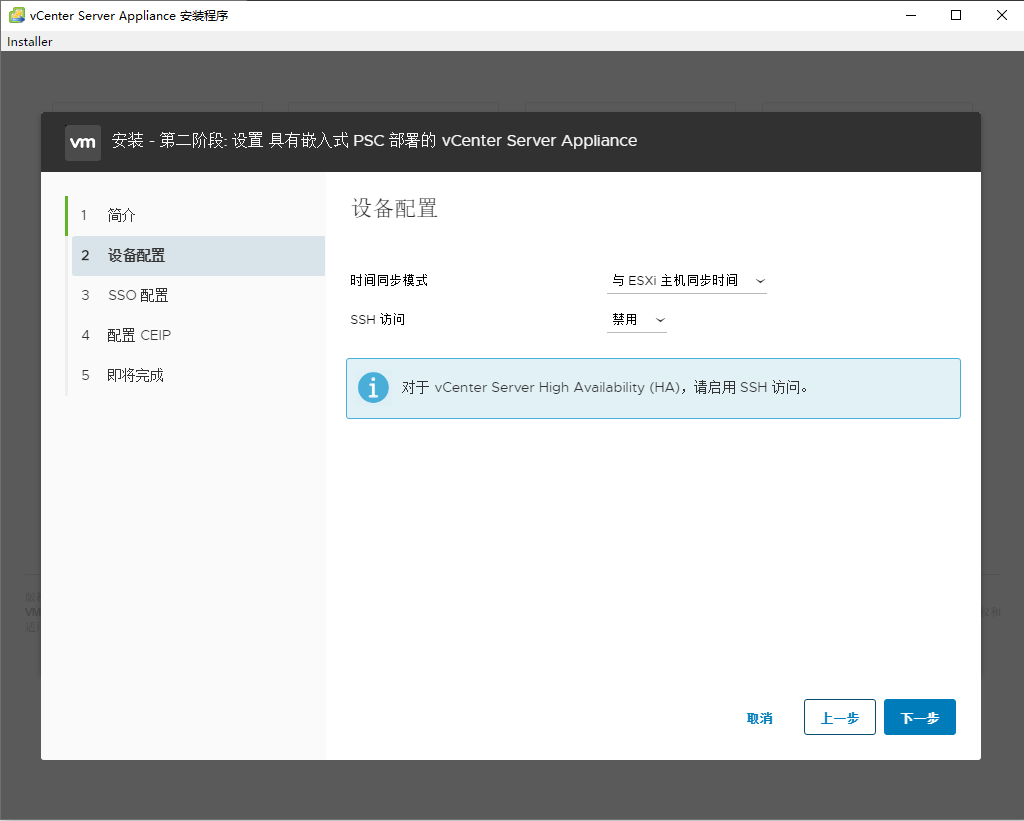 vCenter Server Appliance 安装程序
Installer
vm 安装 - 第二阶段: 设置 具有嵌入式 PSC 部署的 vCenter Server Appliance
1 简介
2 设备配置
3 SSO 配置
4 配置 CEIP
5 即将完成
设备配置
时间同步模式 与 ESXi 主机同步时间
SSH 访问 禁用
对于 vCenter Server High Availability (HA)，请启用 SSH 访问。
取消 上一步 下一步